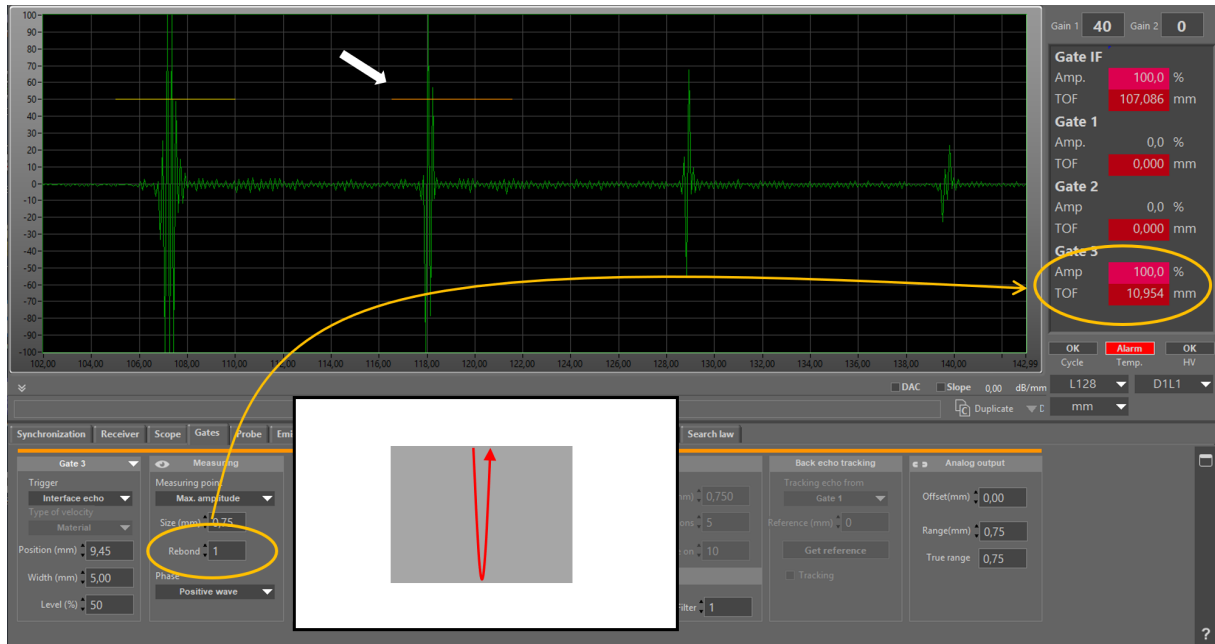 100-
90-
80-
70-
60-
50-
40-
30-
20-
10-
0-
-10-
-20-
-30-
-40-
-50-
-60-
-70-
-80-
-90-
-100-
102,00 104,00 106,00 108,00 110,00 112,00 114,00 116,00 118,00 120,00 122,00 124,00 126,00 128,00 130,00 132,00 134,00 136,00 138,00 140,00 142,99
Gain 1 40 Gain 2 0
Gate IF
Amp. 100,0 %
TOF 107,086 mm
Gate 1
Amp. 0,0 %
TOF 0,000 mm
Gate 2
Amp 0,0 %
TOF 0,000 mm
Gate 3
Amp 100,0 %
TOF 10,954 mm
OK Alarm OK
Cycle Temp. HV
L128 D1L1
mm
DAC Slope 0,00 dB/mm
Duplicate
Synchronization Receiver Scope Gates Probe Search law
Gate 3
Trigger
Interface echo
Type of velocity
Material
Position (mm) 9,45
Width (mm) 5,00
Level (%) 50
Measuring
Measuring point
Max. amplitude
Size (mm) 0,75
Rebond 1
Phase
Positive wave
0,750
5
10
Filter 1
Back echo tracking
Tracking echo from
Gate 1
Reference (mm) 0
Get reference
Tracking
Analog output
Offset(mm) 0,00
Range(mm) 0,75
True range 0,75
?